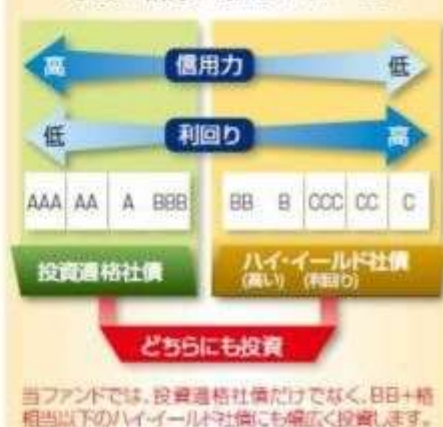 高 信用力 低
低 利回り 高
AAA AA A BBB BB B CCC CC C
投資適格社債 ハイ・イールド社債
(高い) (利回り)
どちらにも投資
当ファンドでは、投資適格社債だけでなく、BB+格
相当以下のハイ・イールド社債にも幅広く投資します。